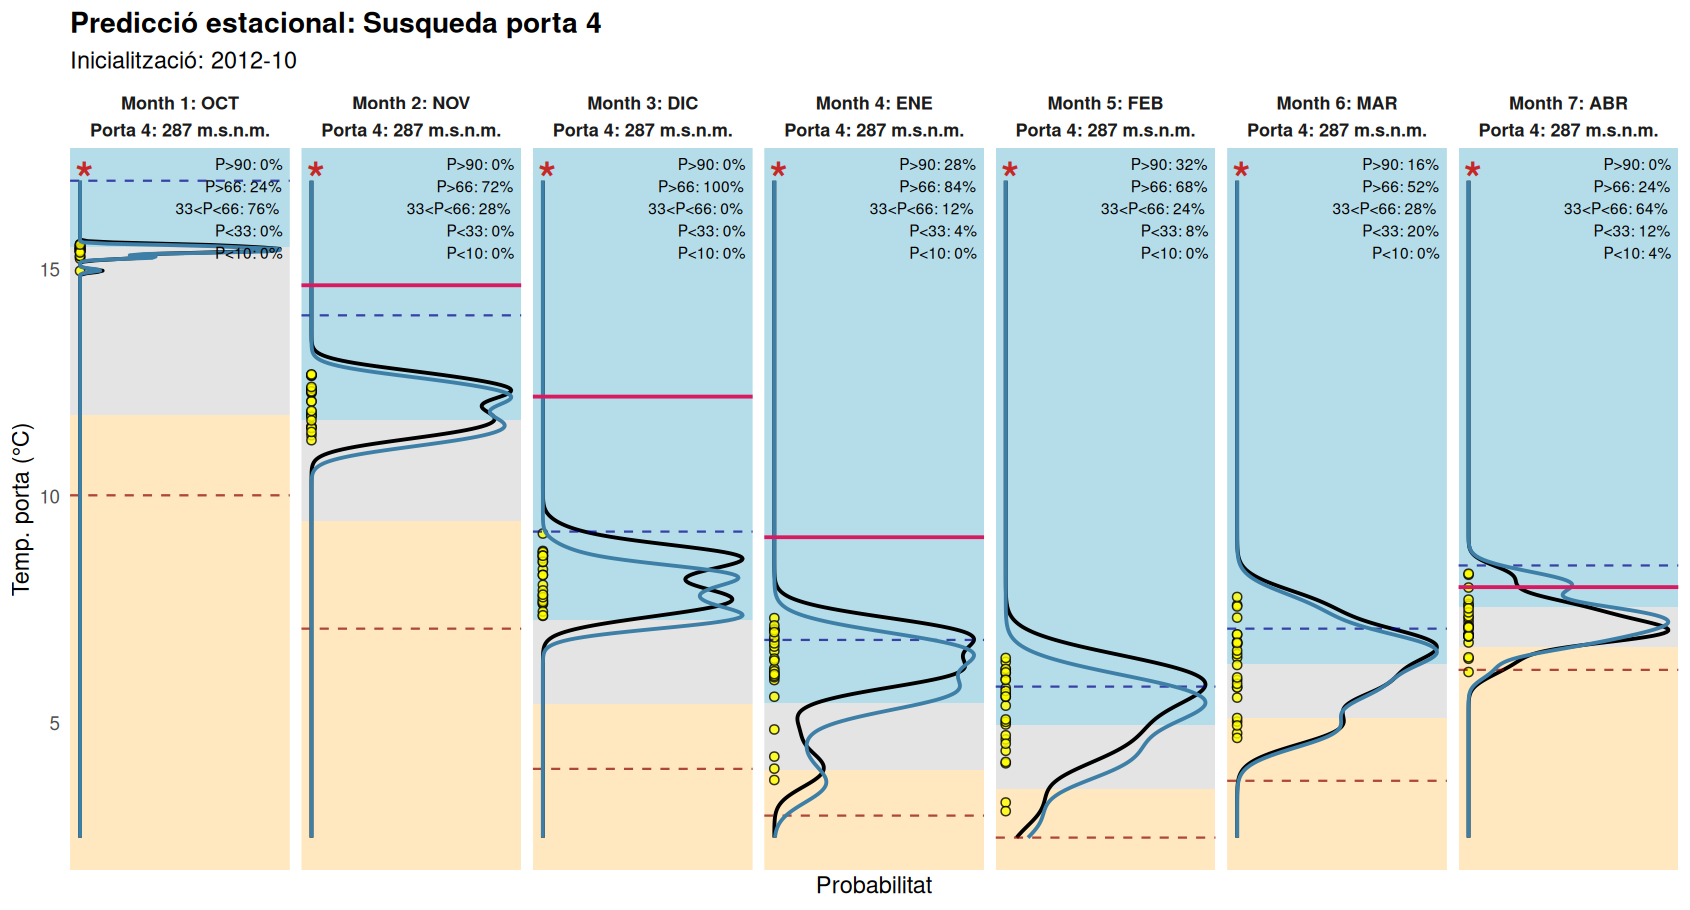 Predicció estacional: Susqueda porta 4
Inicialització: 2012-10
Month 1: OCT
Porta 4: 287 m.s.n.m.
Month 2: NOV
Porta 4: 287 m.s.n.m.
Month 3: DIC
Porta 4: 287 m.s.n.m.
Month 4: ENE
Porta 4: 287 m.s.n.m.
Month 5: FEB
Porta 4: 287 m.s.n.m.
Month 6: MAR
Porta 4: 287 m.s.n.m.
Month 7: ABR
Porta 4: 287 m.s.n.m.
*
P>90: 0%
P>66: 24%
33<P<66: 76%
P<33: 0%
P<10: 0%
*
P>90: 0%
P>66: 72%
33<P<66: 28%
P<33: 0%
P<10: 0%
*
P>90: 0%
P>66: 100%
33<P<66: 0%
P<33: 0%
P<10: 0%
*
P>90: 28%
P>66: 84%
33<P<66: 12%
P<33: 4%
P<10: 0%
*
P>90: 32%
P>66: 68%
33<P<66: 24%
P<33: 8%
P<10: 0%
*
P>90: 16%
P>66: 52%
33<P<66: 28%
P<33: 20%
P<10: 0%
*
P>90: 0%
P>66: 24%
33<P<66: 64%
P<33: 12%
P<10: 4%
15
10
5
Temp. porta (°C)
Probabilitat